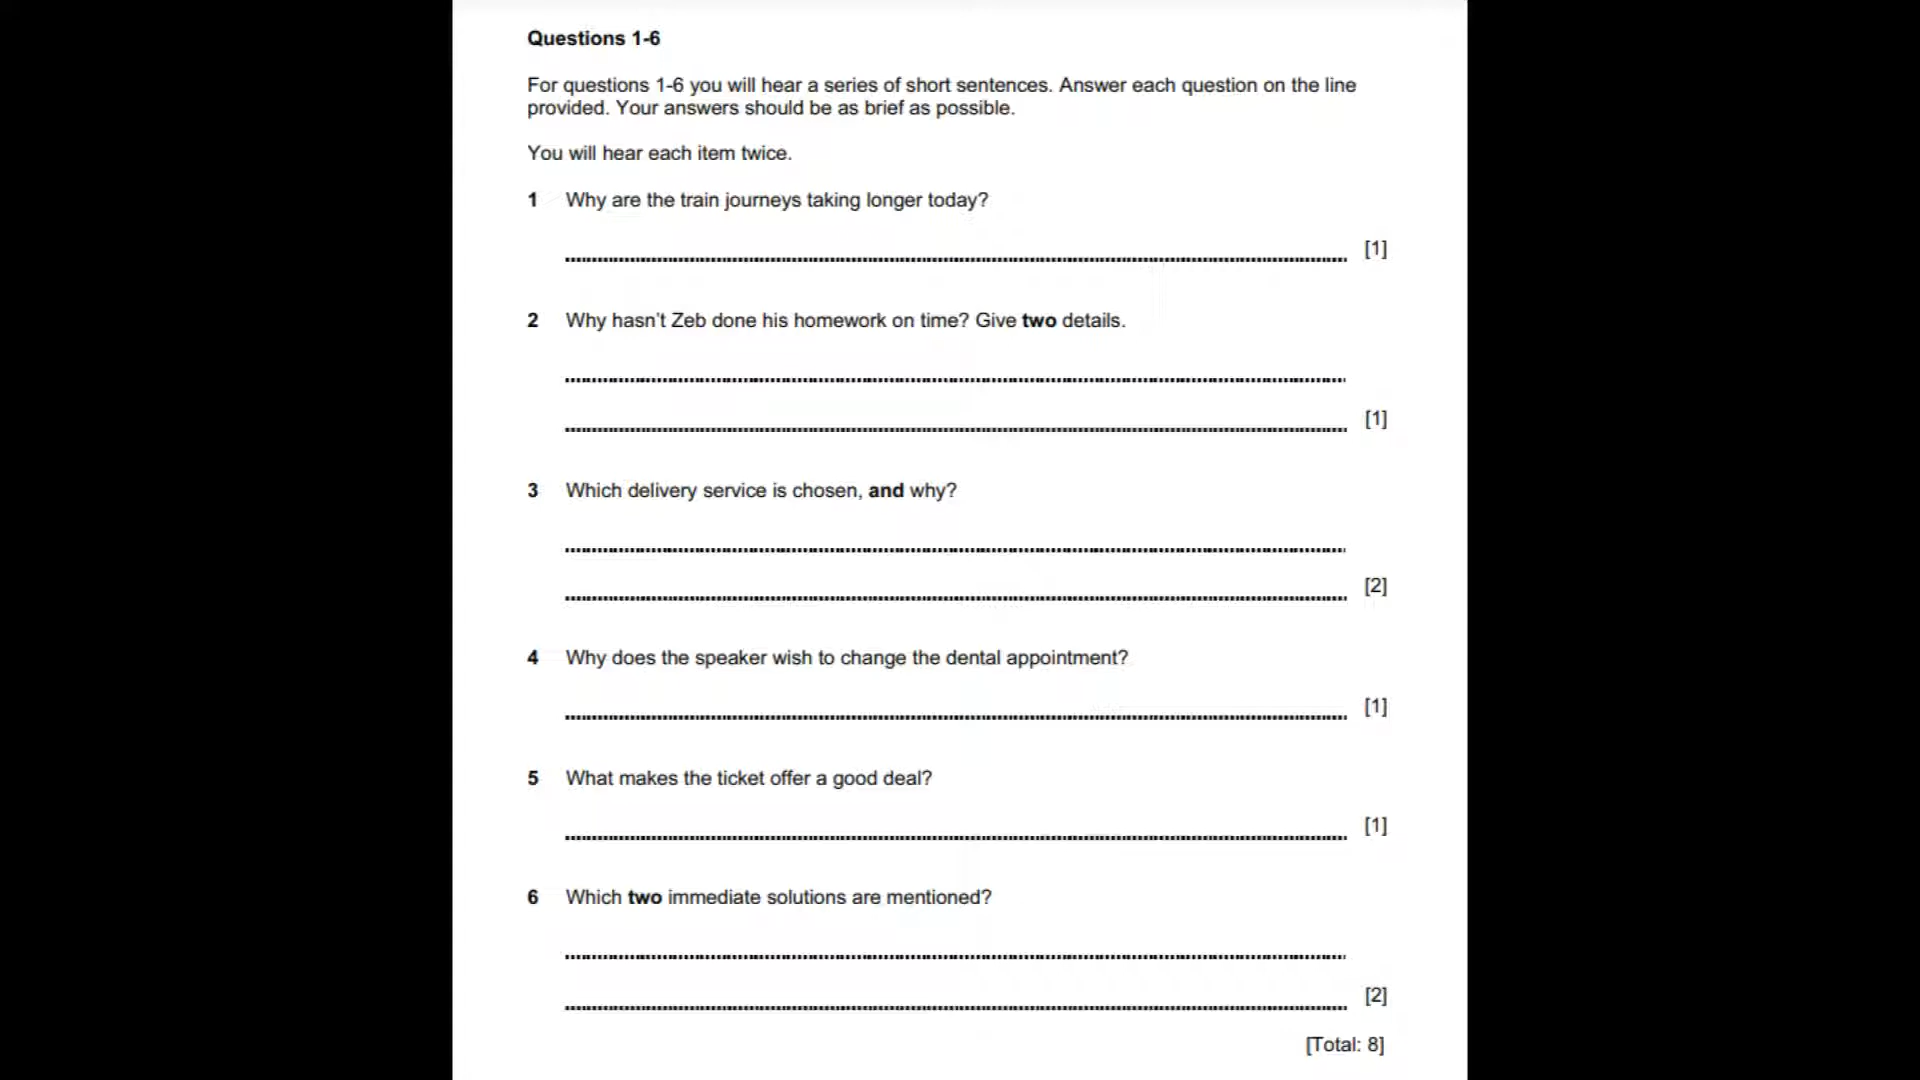 Questions 1-6
For questions 1-6 you will hear a series of short sentences. Answer each question on the line
provided. Your answers should be as brief as possible.
You will hear each item twice.
1 Why are the train journeys taking longer today?
[1]
2 Why hasn't Zeb done his homework on time? Give two details.
[1]
3 Which delivery service is chosen, and why?
[2]
4 Why does the speaker wish to change the dental appointment?
[1]
5 What makes the ticket offer a good deal?
[1]
6 Which two immediate solutions are mentioned?
[2]
[Total: 8]